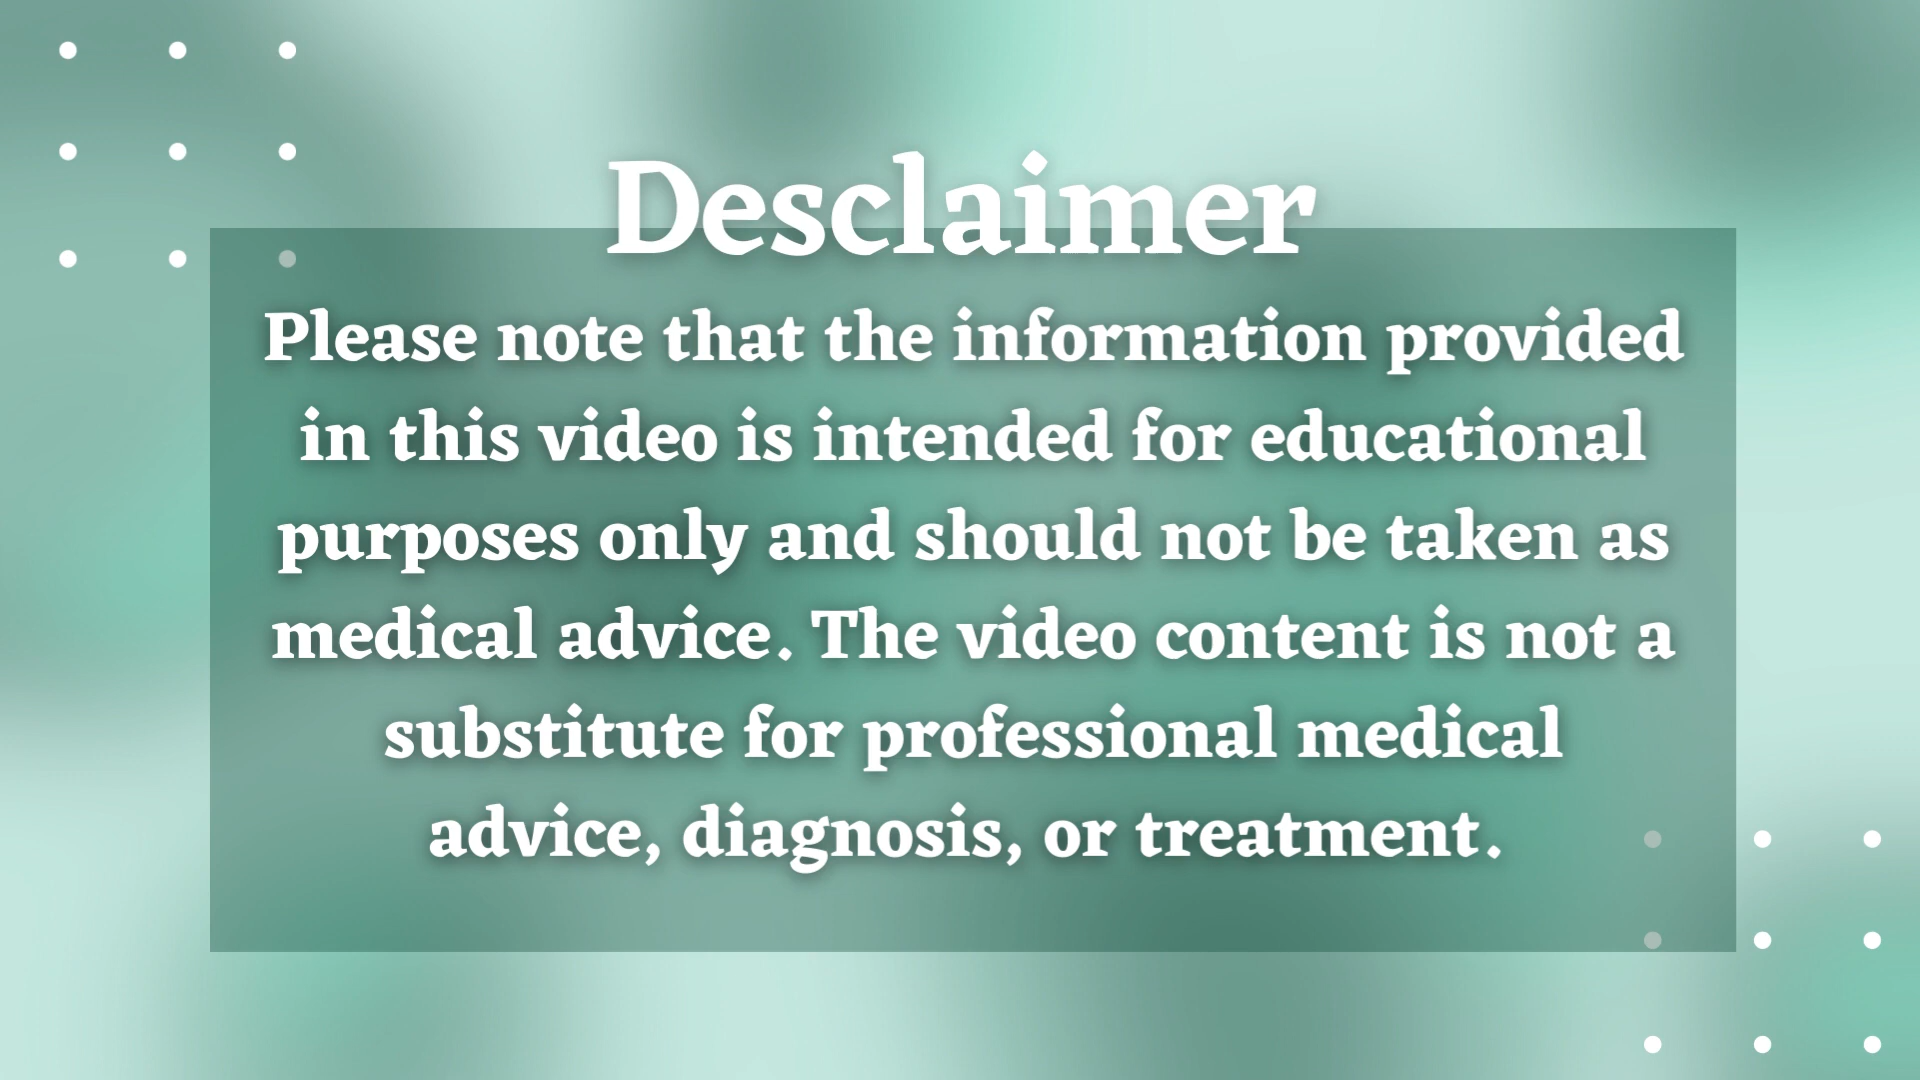 Desclaimer
Please note that the information provided
in this video is intended for educational
purposes only and should not be taken as
medical advice. The video content is not a
substitute for professional medical
advice, diagnosis, or treatment.